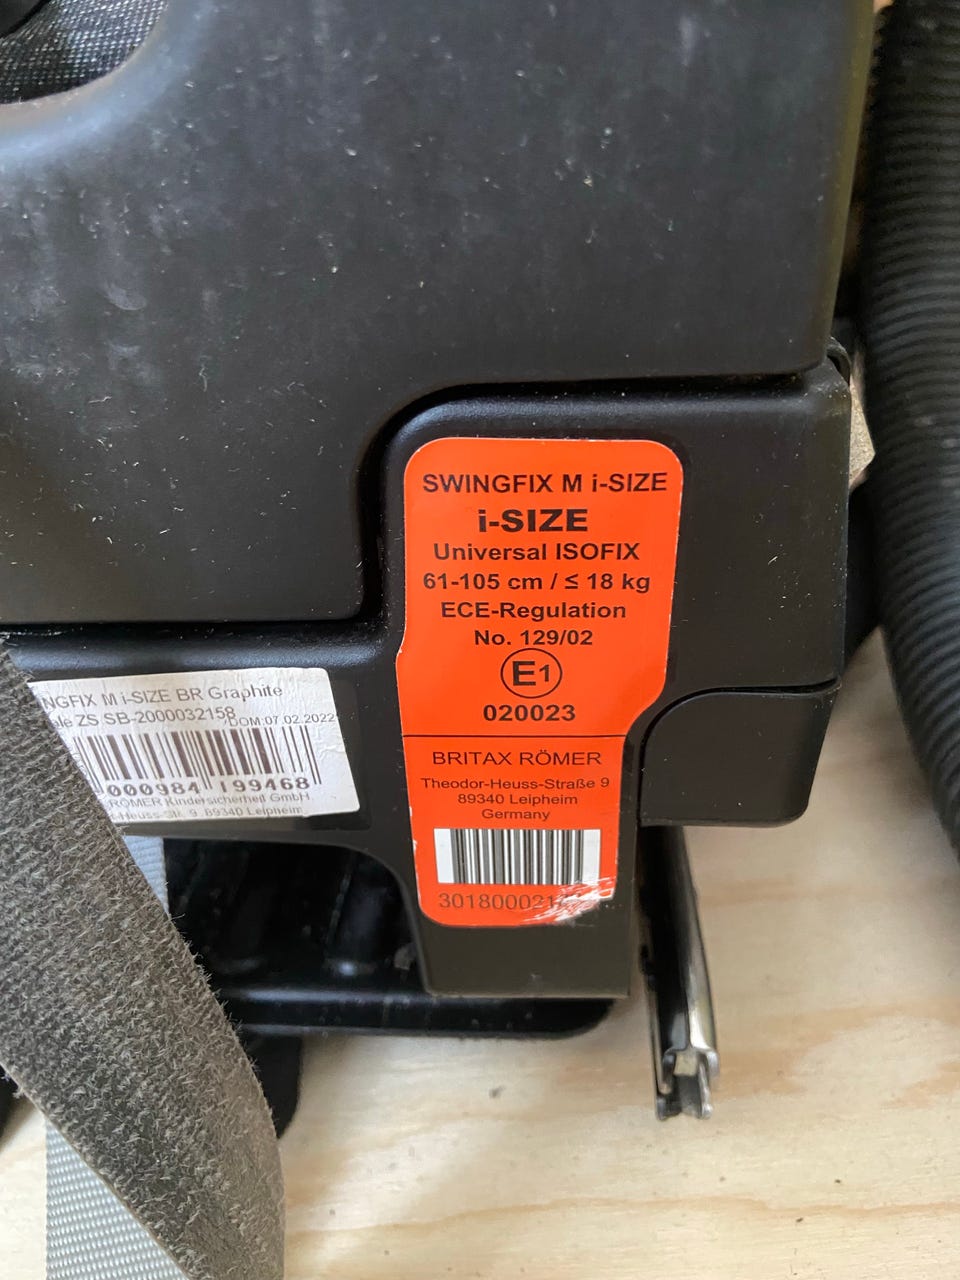 SWINGFIX M i-SIZE
i-SIZE
Universal ISOFIX
61-105 cm / ≤ 18 kg
ECE-Regulation
No. 129/02
E1
020023
BRITAX RÖMER
Theodor-Heuss-Straße 9
89340 Leipheim
Germany
M i-SIZE BR Graphite
ZS SB-2000032158 DOM:07.02.2022
000984 199468
RÖMER Kindersicherheit GmbH
9, 89340 Leipheim